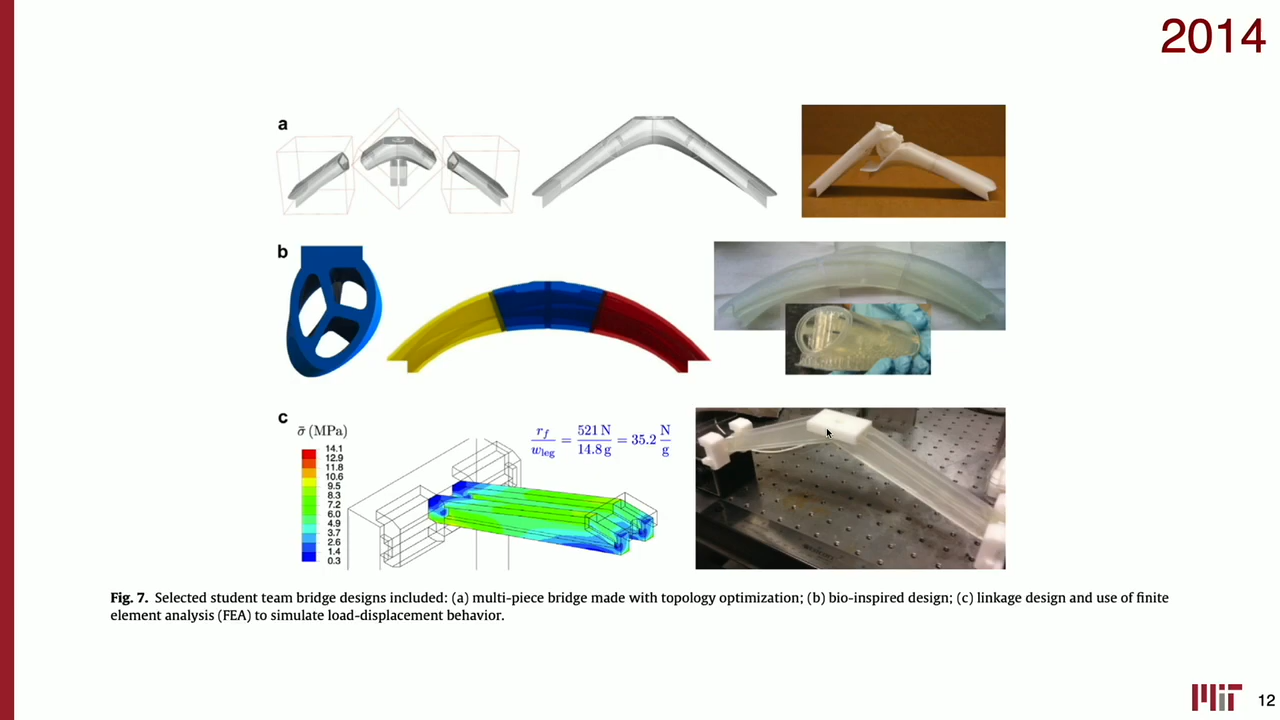 2014
a
b
c
σ̄ (MPa)
14.1
12.9
11.8
10.6
9.5
8.3
7.2
6.0
4.9
3.7
2.6
1.4
0.3
r_f / w_leg = 521 N / 14.8 g = 35.2 N / g
Fig. 7. Selected student team bridge designs included: (a) multi-piece bridge made with topology optimization; (b) bio-inspired design; (c) linkage design and use of finite
element analysis (FEA) to simulate load-displacement behavior.
MIT
12